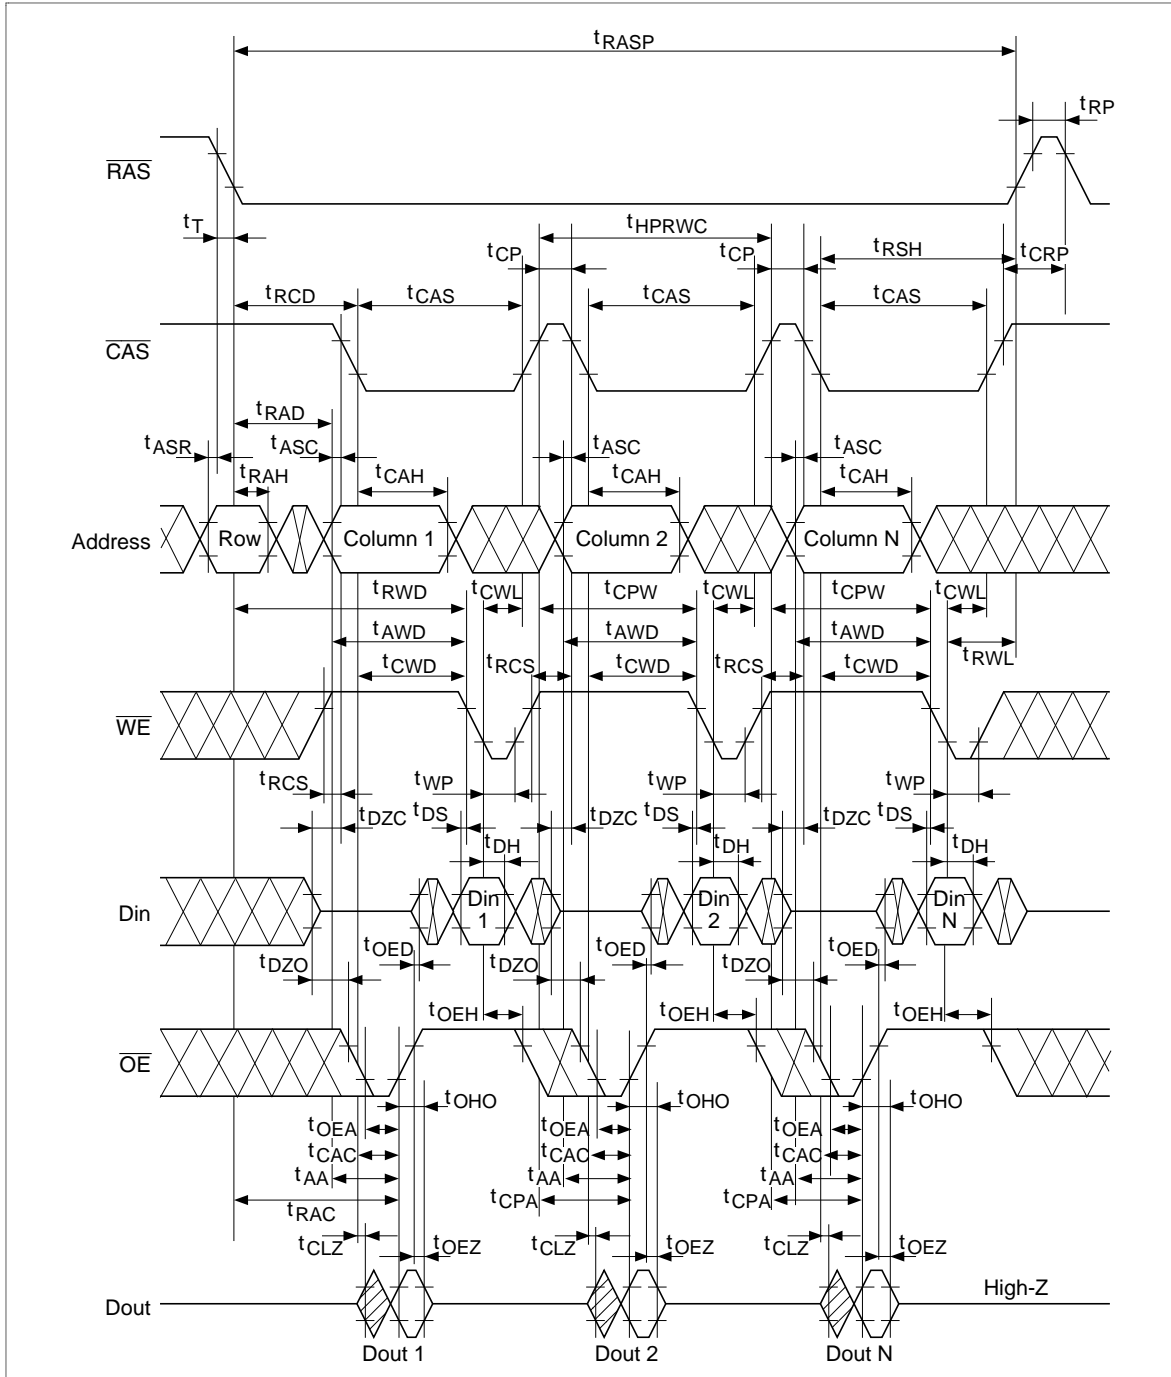 tRASP
tRP
RAS
tT
tHPRWC
tCP
tCP
tRSH
tCRP
tRCD
tCAS
tCAS
tCAS
CAS
tRAD
tASR
tASC
tASC
tASC
tRAH
tCAH
tCAH
tCAH
Address
Row
Column 1
Column 2
Column N
tRWD
tCWL
tCPW
tCWL
tCPW
tCWL
tAWD
tAWD
tAWD
tCWD
tRCS
tCWD
tRCS
tCWD
tRWL
WE
tRCS
tWP
tWP
tWP
tDZC
tDS
tDZC
tDS
tDZC
tDS
tDH
tDH
tDH
Din
Din 1
Din 2
Din N
tDZO
tOED
tDZO
tOED
tDZO
tOED
tOEH
tOEH
tOEH
OE
tOHO
tOHO
tOHO
tOEA
tOEA
tOEA
tCAC
tCAC
tCAC
tAA
tAA
tAA
tRAC
tCPA
tCPA
tCLZ
tOEZ
tCLZ
tOEZ
tCLZ
tOEZ
High-Z
Dout
Dout 1
Dout 2
Dout N